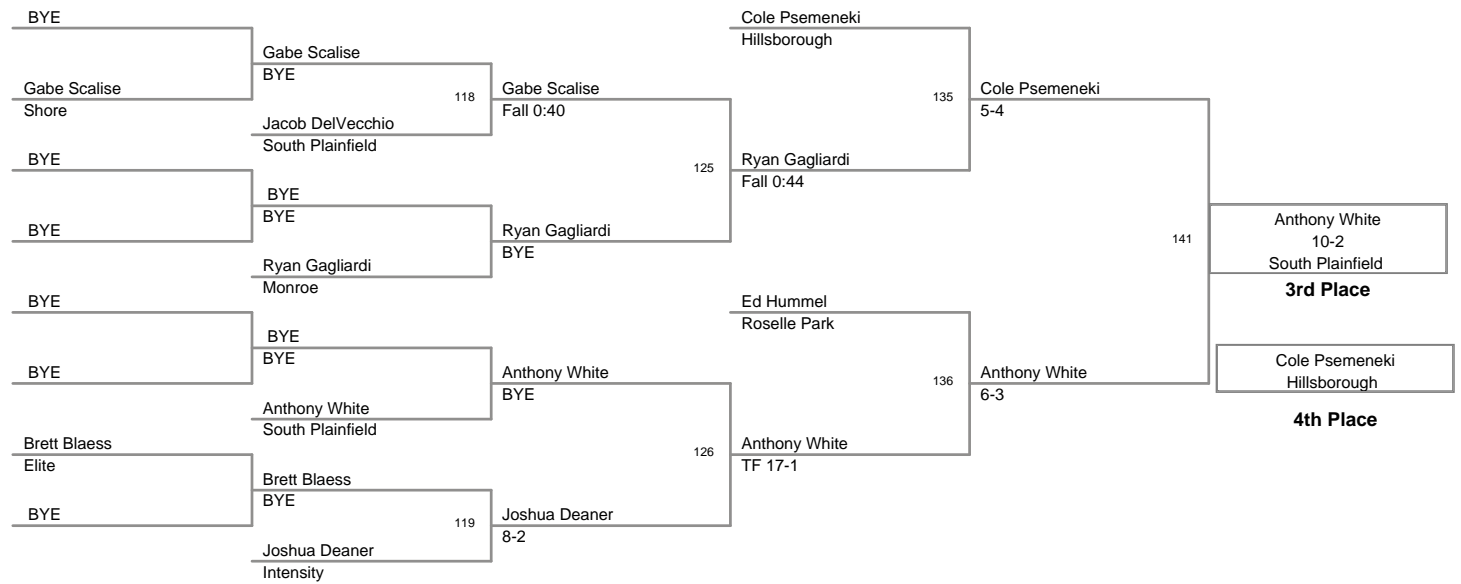 BYE
Gabe Scalise
Shore
BYE
BYE
BYE
BYE
Brett Blaess
Elite
BYE
Gabe Scalise
BYE
118
Jacob DelVecchio
South Plainfield
BYE
BYE
Ryan Gagliardi
Monroe
BYE
BYE
Anthony White
South Plainfield
Brett Blaess
BYE
119
Joshua Deaner
Intensity
Gabe Scalise
Fall 0:40
125
Ryan Gagliardi
BYE
Anthony White
BYE
126
Joshua Deaner
8-2
Cole Psemeneki
Hillsborough
135
Ryan Gagliardi
Fall 0:44
Ed Hummel
Roselle Park
136
Anthony White
TF 17-1
Cole Psemeneki
5-4
141
Anthony White
6-3
Anthony White
10-2
South Plainfield
3rd Place
Cole Psemeneki
Hillsborough
4th Place